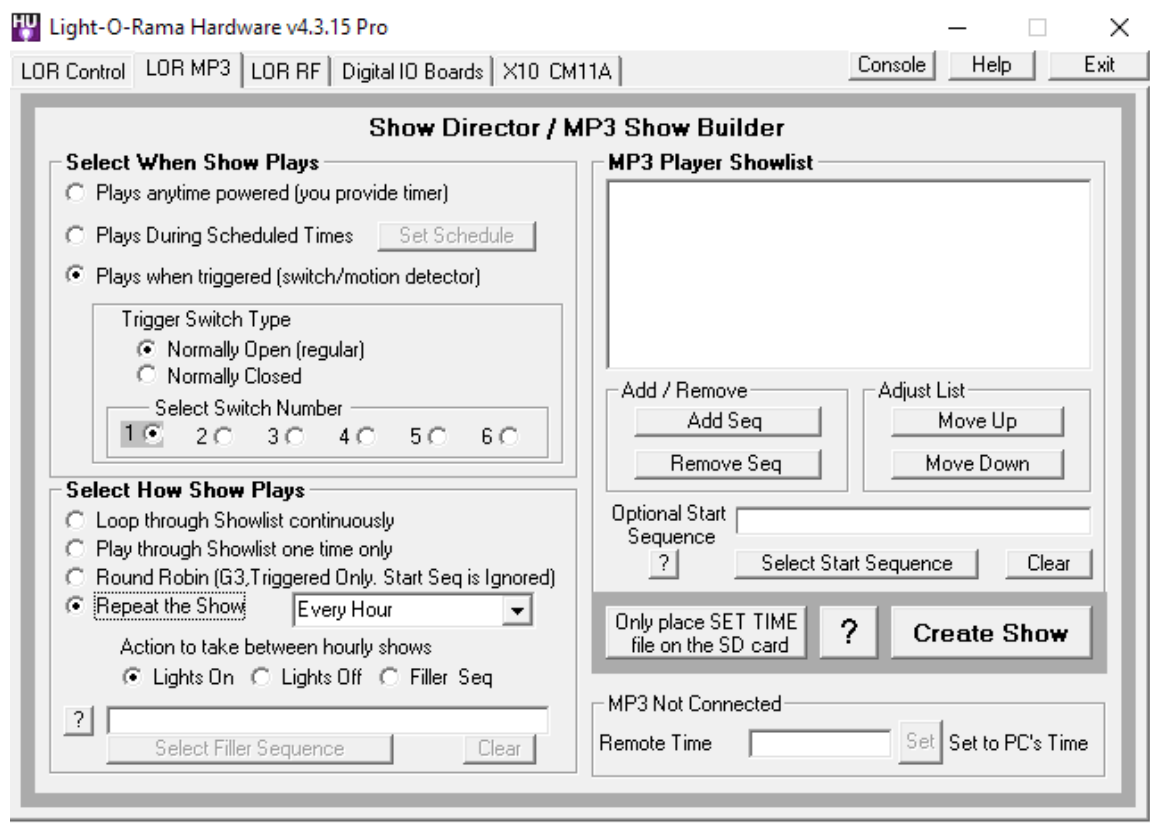 HU Light-O-Rama Hardware v4.3.15 Pro
LOR Control LOR MP3 LOR RF Digital IO Boards X10 CM11A Console Help Exit
Show Director / MP3 Show Builder
Select When Show Plays
Plays anytime powered (you provide timer)
Plays During Scheduled Times Set Schedule
Plays when triggered (switch/motion detector)
Trigger Switch Type
Normally Open (regular)
Normally Closed
Select Switch Number
1 2 3 4 5 6
Select How Show Plays
Loop through Showlist continuously
Play through Showlist one time only
Round Robin (G3,Triggered Only. Start Seq is Ignored)
Repeat the Show Every Hour
Action to take between hourly shows
Lights On Lights Off Filler Seq
?
Select Filler Sequence Clear
MP3 Player Showlist
Add / Remove
Add Seq
Remove Seq
Adjust List
Move Up
Move Down
Optional Start
Sequence
? Select Start Sequence Clear
Only place SET TIME
file on the SD card
?
Create Show
MP3 Not Connected
Remote Time Set Set to PC's Time